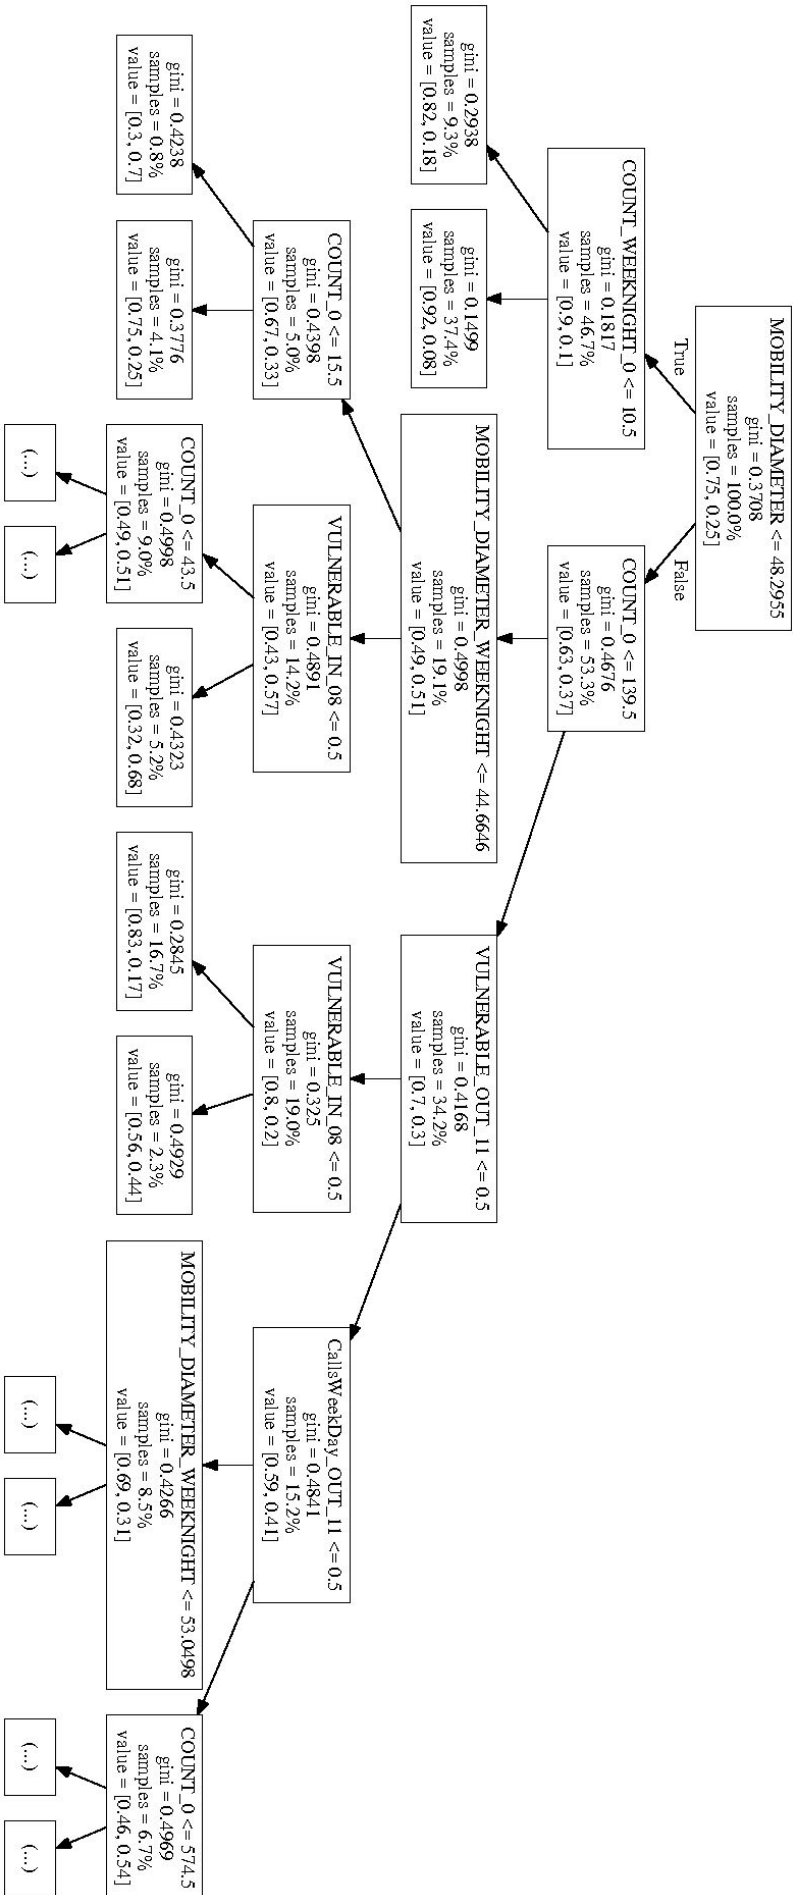 MOBILITY_DIAMETER <= 48.2955
gini = 0.3708
samples = 100.0%
value = [0.75, 0.25]
True
False
COUNT_WEEKNIGHT_0 <= 10.5
gini = 0.1817
samples = 46.7%
value = [0.9, 0.1]
COUNT_0 <= 139.5
gini = 0.4676
samples = 53.3%
value = [0.63, 0.37]
gini = 0.2938
samples = 9.3%
value = [0.82, 0.18]
gini = 0.1499
samples = 37.4%
value = [0.92, 0.08]
MOBILITY_DIAMETER_WEEKNIGHT <= 44.6646
gini = 0.4998
samples = 19.1%
value = [0.49, 0.51]
VULNERABLE_OUT_11 <= 0.5
gini = 0.4168
samples = 34.2%
value = [0.7, 0.3]
COUNT_0 <= 15.5
gini = 0.4398
samples = 5.0%
value = [0.67, 0.33]
VULNERABLE_IN_08 <= 0.5
gini = 0.4891
samples = 14.2%
value = [0.43, 0.57]
VULNERABLE_IN_08 <= 0.5
gini = 0.325
samples = 19.0%
value = [0.8, 0.2]
CallsWeekDay_OUT_11 <= 0.5
gini = 0.4841
samples = 15.2%
value = [0.59, 0.41]
gini = 0.4238
samples = 0.8%
value = [0.3, 0.7]
gini = 0.3776
samples = 4.1%
value = [0.75, 0.25]
COUNT_0 <= 43.5
gini = 0.4998
samples = 9.0%
value = [0.49, 0.51]
gini = 0.4323
samples = 5.2%
value = [0.32, 0.68]
gini = 0.2845
samples = 16.7%
value = [0.83, 0.17]
gini = 0.4929
samples = 2.3%
value = [0.56, 0.44]
MOBILITY_DIAMETER_WEEKNIGHT <= 53.0498
gini = 0.4266
samples = 8.5%
value = [0.69, 0.31]
COUNT_0 <= 574.5
gini = 0.4969
samples = 6.7%
value = [0.46, 0.54]
(...)
(...)
(...)
(...)
(...)
(...)